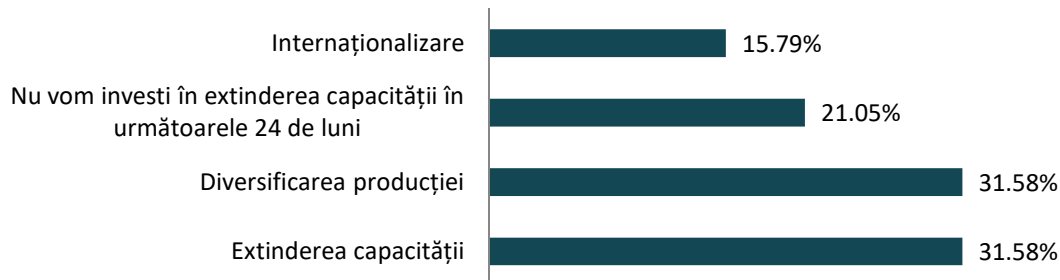 Internaționalizare
15.79%
Nu vom investi în extinderea capacității în
următoarele 24 de luni
21.05%
Diversificarea producției
31.58%
Extinderea capacității
31.58%